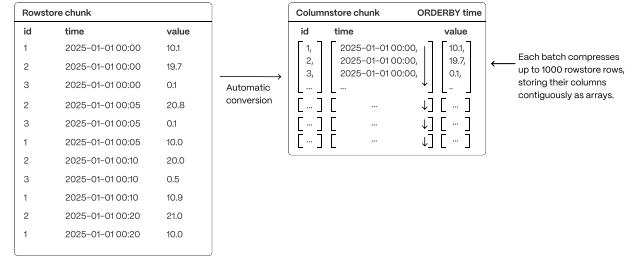 Rowstore chunk
id time value
1 2025-01-01 00:00 10.1
2 2025-01-01 00:00 19.7
3 2025-01-01 00:00 0.1
2 2025-01-01 00:05 20.8
3 2025-01-01 00:05 0.1
1 2025-01-01 00:05 10.0
2 2025-01-01 00:10 20.0
3 2025-01-01 00:10 0.5
1 2025-01-01 00:10 10.9
2 2025-01-01 00:20 21.0
1 2025-01-01 00:20 10.0
Automatic
conversion
Columnstore chunk ORDERBY time
id time value
1, 2025-01-01 00:00, 10.1,
2, 2025-01-01 00:00, 19.7,
3, 2025-01-01 00:00, 0.1,
... ... ..
... ... ...
... ... ...
... ... ...
Each batch compresses
up to 1000 rowstore rows,
storing their columns
contiguously as arrays.